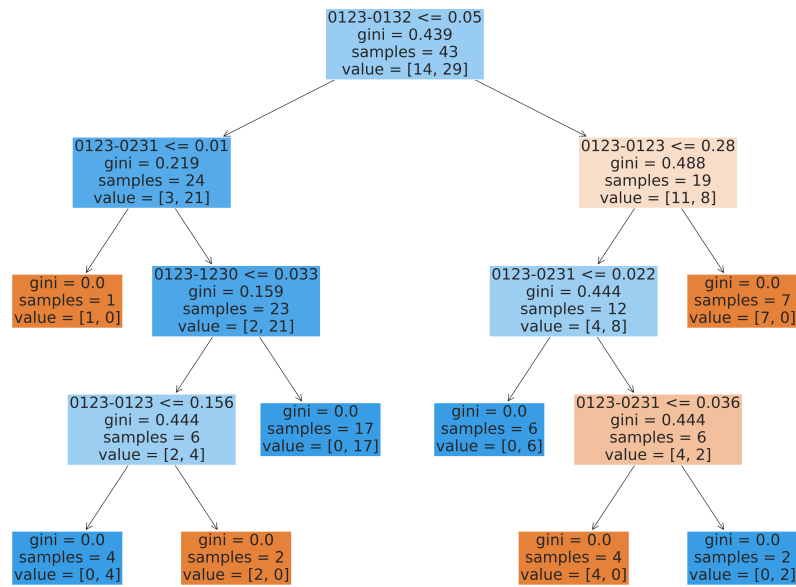 0123-0132 <= 0.05
gini = 0.439
samples = 43
value = [14, 29]
0123-0231 <= 0.01
gini = 0.219
samples = 24
value = [3, 21]
0123-0123 <= 0.28
gini = 0.488
samples = 19
value = [11, 8]
gini = 0.0
samples = 1
value = [1, 0]
0123-1230 <= 0.033
gini = 0.159
samples = 23
value = [2, 21]
0123-0231 <= 0.022
gini = 0.444
samples = 12
value = [4, 8]
gini = 0.0
samples = 7
value = [7, 0]
0123-0123 <= 0.156
gini = 0.444
samples = 6
value = [2, 4]
gini = 0.0
samples = 17
value = [0, 17]
gini = 0.0
samples = 6
value = [0, 6]
0123-0231 <= 0.036
gini = 0.444
samples = 6
value = [4, 2]
gini = 0.0
samples = 4
value = [0, 4]
gini = 0.0
samples = 2
value = [2, 0]
gini = 0.0
samples = 4
value = [4, 0]
gini = 0.0
samples = 2
value = [0, 2]